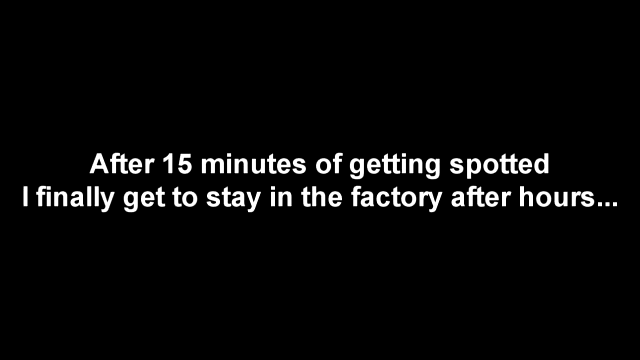 After 15 minutes of getting spotted
I finally get to stay in the factory after hours...